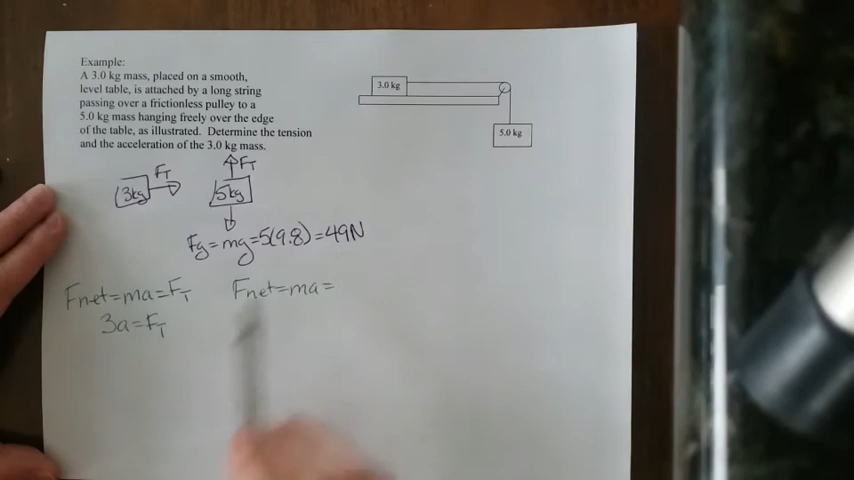 Example:
A 3.0 kg mass, placed on a smooth,
level table, is attached by a long string
passing over a frictionless pulley to a
5.0 kg mass hanging freely over the edge
of the table, as illustrated. Determine the tension
and the acceleration of the 3.0 kg mass.
3.0 kg
5.0 kg
FT
3kg
FT
5kg
Fg=mg=5(9.8)=49N
Fnet=ma=FT
3a=FT
Fnet=ma=